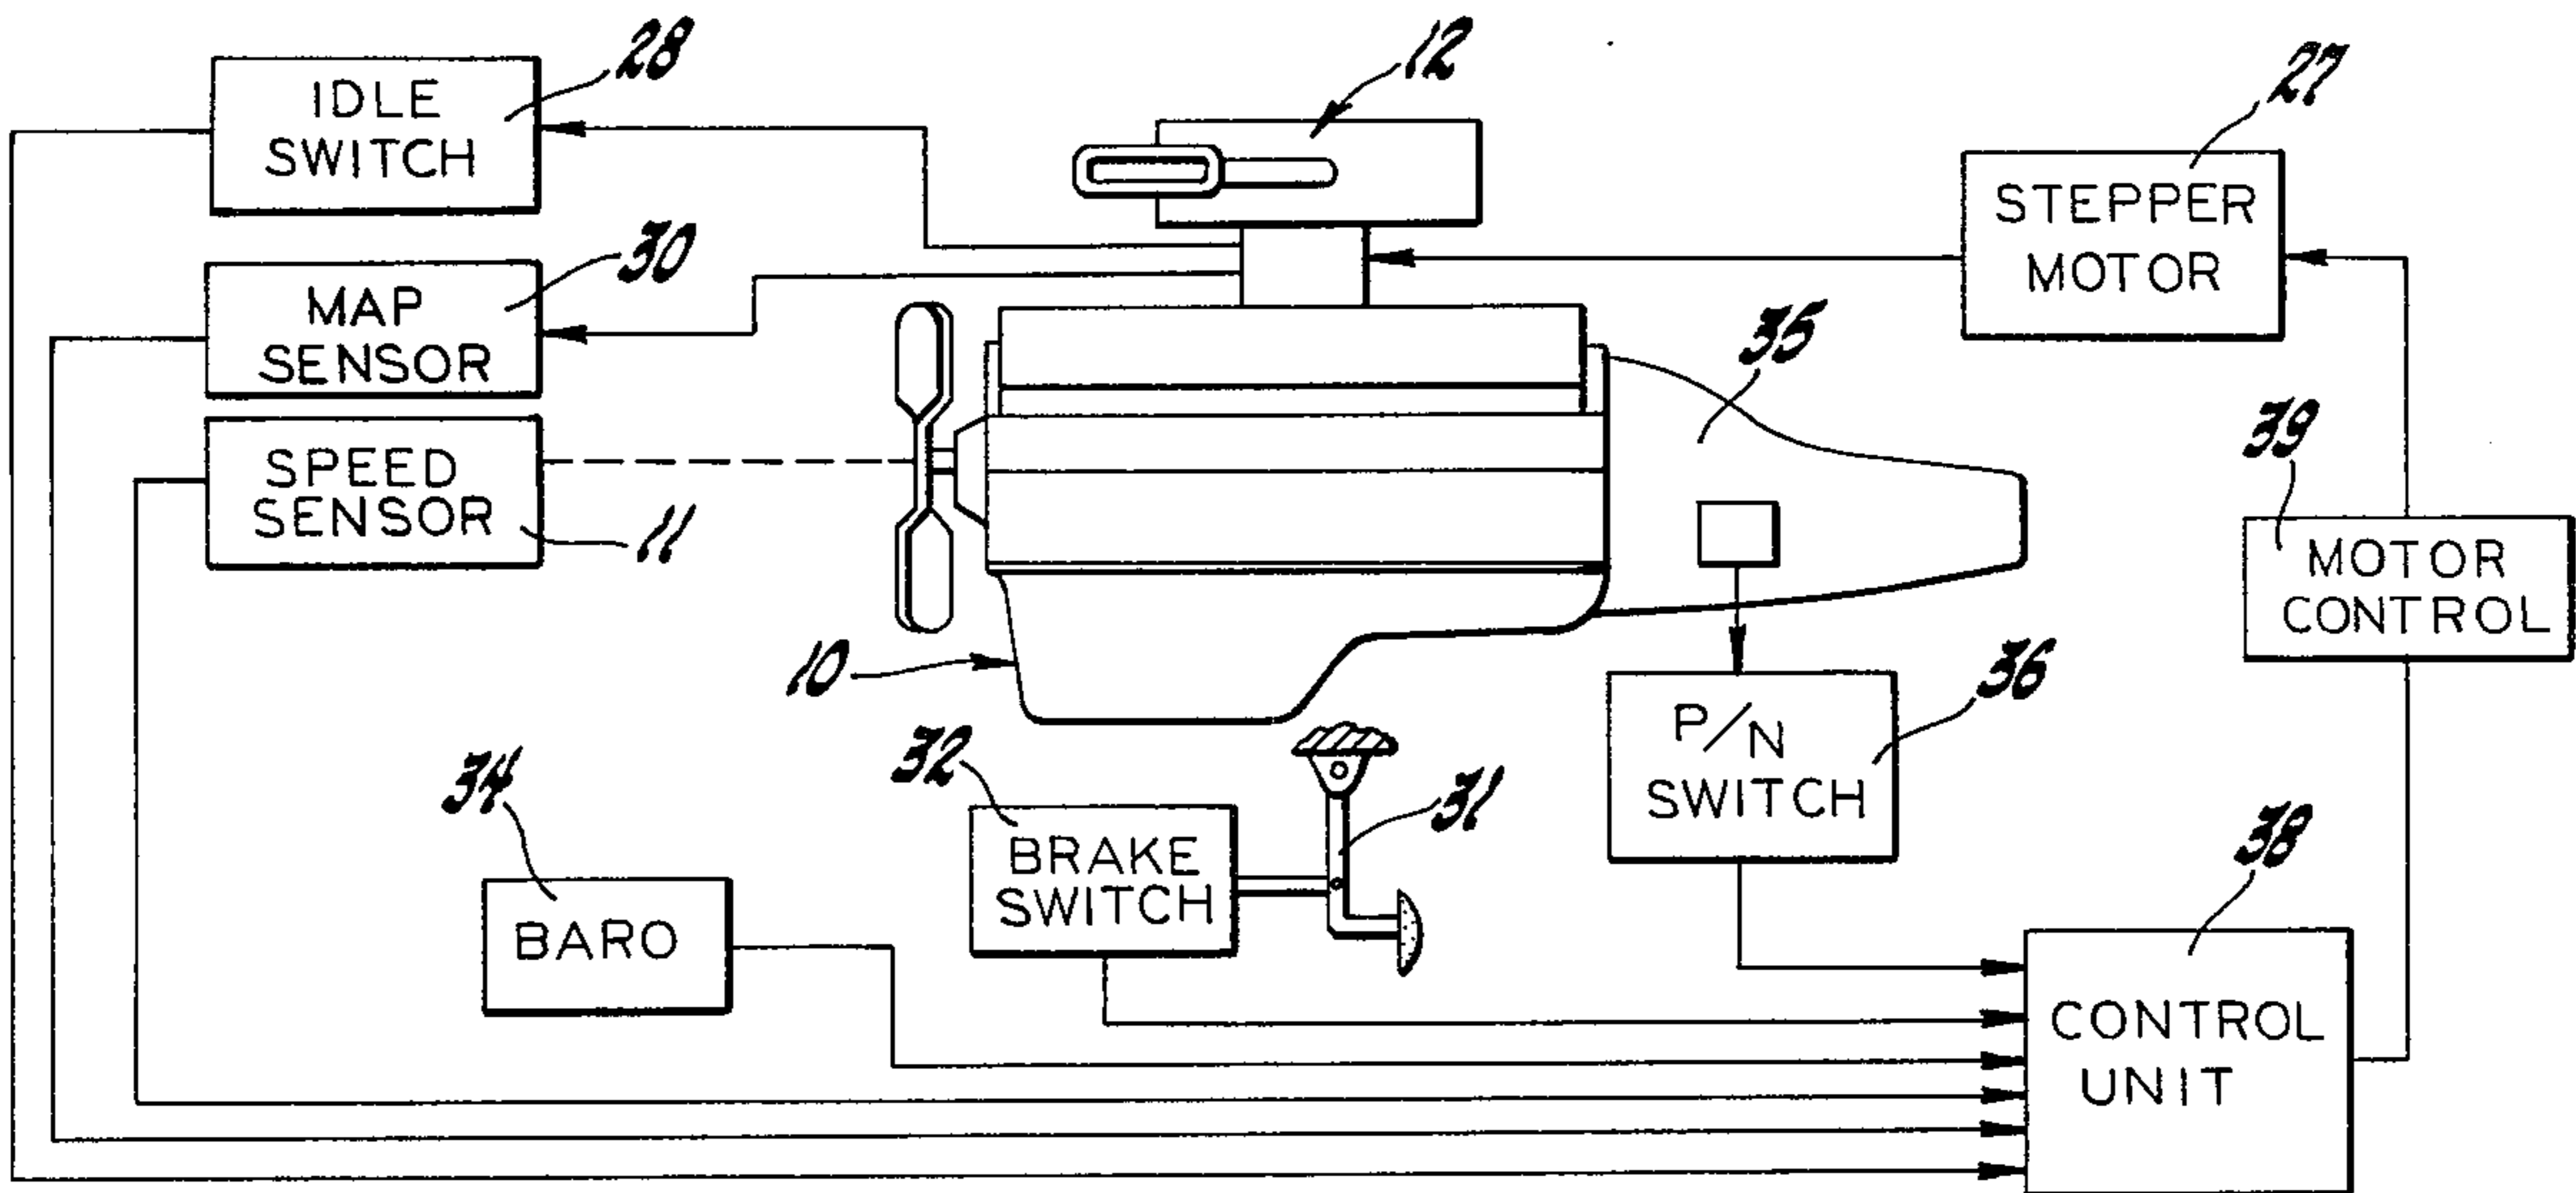 28
12
27
IDLE
SWITCH
STEPPER
MOTOR
30
MAP
SENSOR
35
39
SPEED
SENSOR
11
MOTOR
CONTROL
10
36
P/N
SWITCH
34
32
31
BRAKE
SWITCH
38
BARO
CONTROL
UNIT